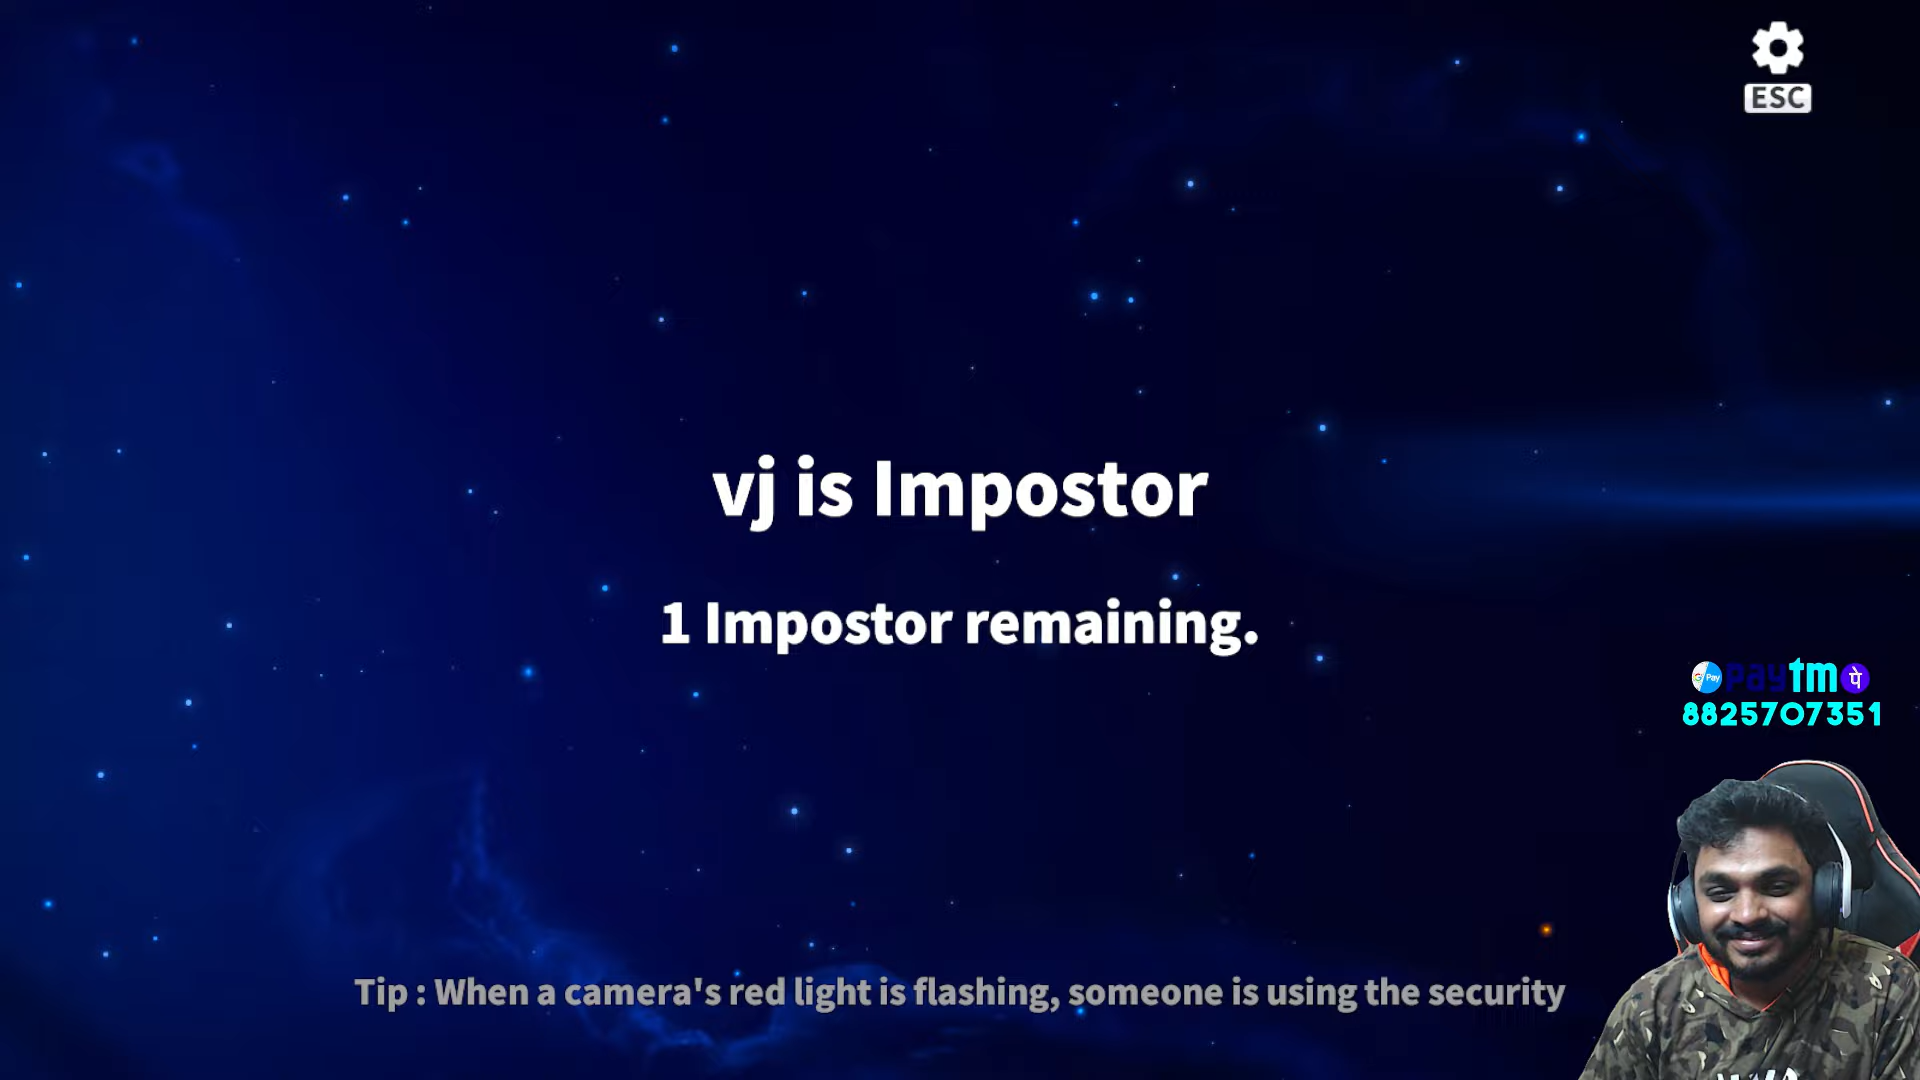 ESC
vj is Impostor
1 Impostor remaining.
G Pay paytm पे
8825707351
Tip : When a camera's red light is flashing, someone is using the security